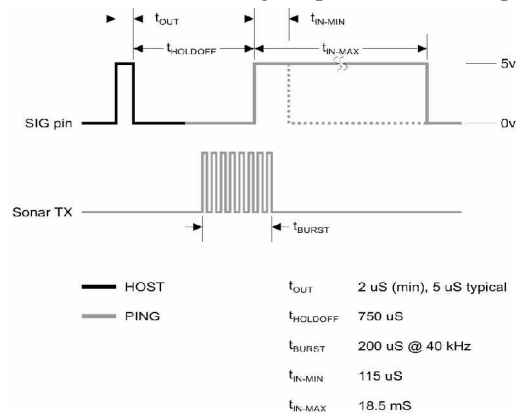 tOUT
tIN-MIN
tHOLDOFF
tIN-MAX
5v
SIG pin
0v
Sonar TX
tBURST
HOST
PING
tOUT 2 uS (min), 5 uS typical
tHOLDOFF 750 uS
tBURST 200 uS @ 40 kHz
tIN-MIN 115 uS
tIN-MAX 18.5 mS